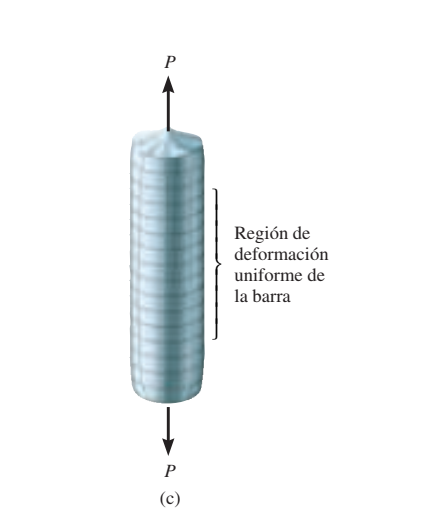 P
Región de
deformación
uniforme de
la barra
P
(c)